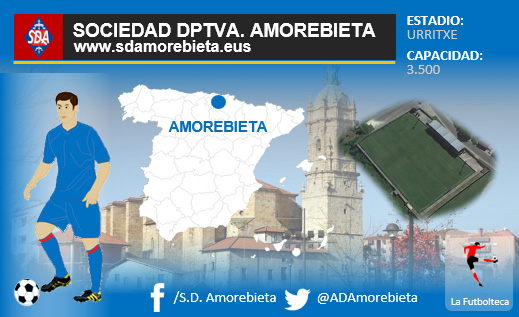 SDA
SOCIEDAD DPTVA. AMOREBIETA
www.sdamorebieta.eus
ESTADIO:
URRITXE
CAPACIDAD:
3.500
AMOREBIETA
/S.D. Amorebieta
@ADAmorebieta
La Futbolteca